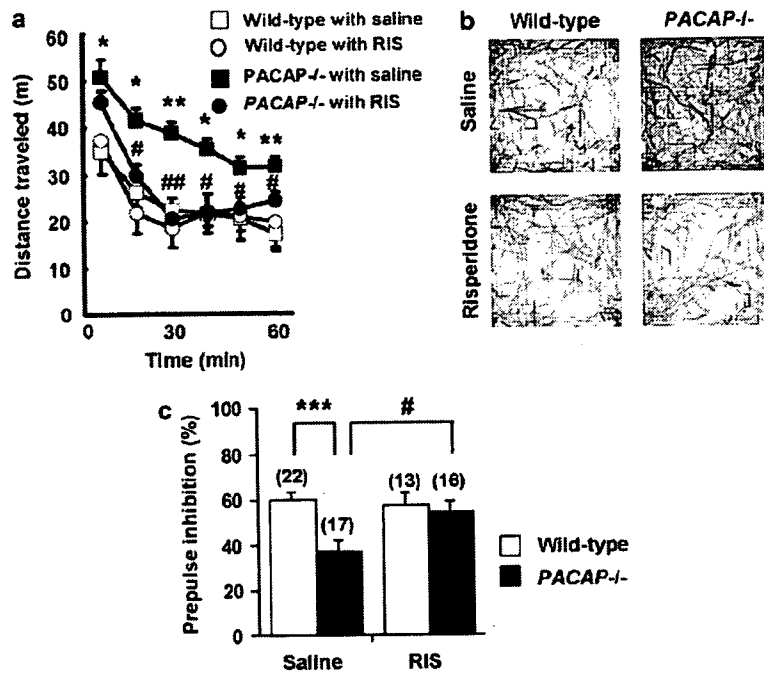 a
60
50
40
30
20
10
0
Distance traveled (m)
0
30
60
Time (min)
Wild-type with saline
Wild-type with RIS
PACAP-/- with saline
PACAP-/- with RIS
*
*
**
*
*
**
#
##
#
#
#
b
Wild-type
PACAP-/-
Saline
Risperidone
c
100
80
60
40
20
0
Prepulse inhibition (%)
***
#
(22)
(17)
(13)
(16)
Saline
RIS
Wild-type
PACAP-/-